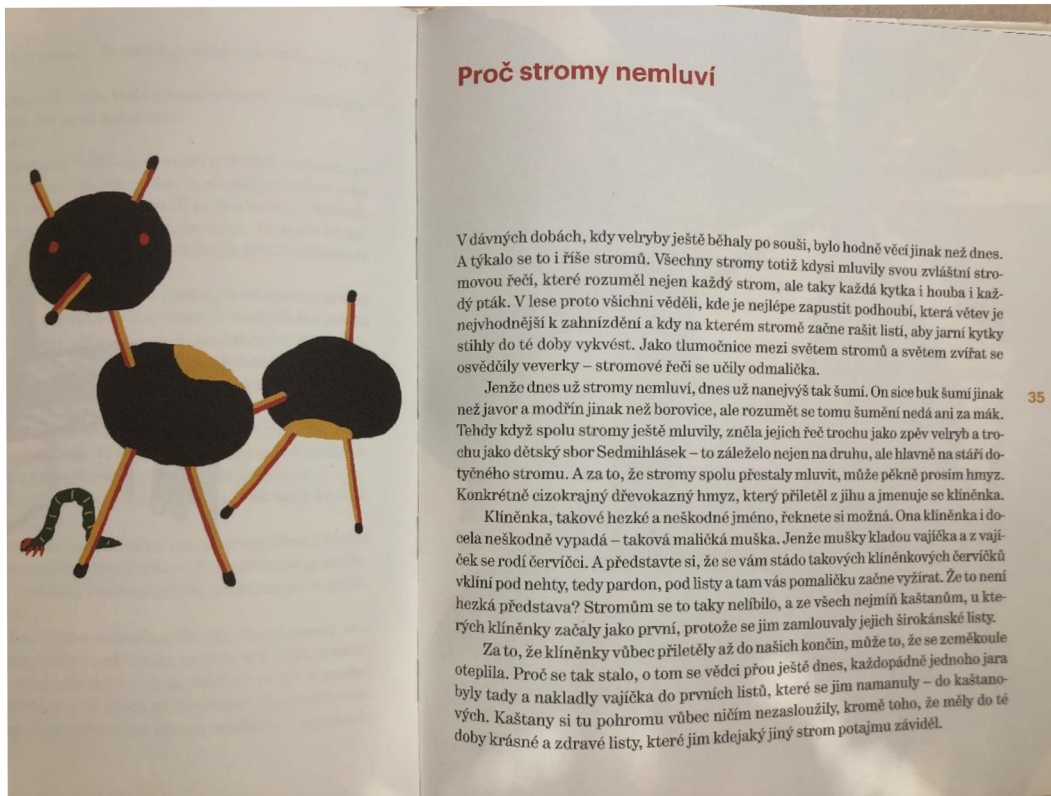 Proč stromy nemluví
V dávných dobách, kdy velryby ještě běhaly po souši, bylo hodně věcí jinak než dnes.
A týkalo se to i říše stromů. Všechny stromy totiž kdysi mluvily svou zvláštní stro-
movou řečí, které rozuměl nejen každý strom, ale taky každá kytka i houba i kaž-
dý pták. V lese proto všichni věděli, kde je nejlépe zapustit podhoubí, která větev je
nejvhodnější k zahnízdění a kdy na kterém stromě začne rašit listí, aby jarní kytky
stihly do té doby vykvést. Jako tlumočnice mezi světem stromů a světem zvířat se
osvědčily veverky – stromové řeči se učily odmalička.
Jenže dnes už stromy nemluví, dnes už nanejvýš tak šumí. On sice buk šumí jinak
než javor a modřín jinak než borovice, ale rozumět se tomu šumění nedá ani za mák.
Tehdy když spolu stromy ještě mluvily, zněla jejich řeč trochu jako zpěv velryb a tro-
chu jako dětský sbor Sedmihlásek – to záleželo nejen na druhu, ale hlavně na stáří do-
tyčného stromu. A za to, že stromy spolu přestaly mluvit, může pěkně prosím hmyz.
Konkrétně cizokrajný dřevokazný hmyz, který přiletěl z jihu a jmenuje se klíněnka.
Klíněnka, takové hezké a neškodné jméno, řeknete si možná. Ona klíněnka i do-
cela neškodně vypadá – taková maličká muška. Jenže mušky kladou vajíčka a z vají-
ček se rodí červíčci. A představte si, že se vám stádo takových klíněnkových červíčků
vklíní pod nehty, tedy pardon, pod listy a tam vás pomaličku začne vyžírat. Že to není
hezká představa? Stromům se to taky nelíbilo, a ze všech nejmíň kaštanům, u kte-
rých klíněnky začaly jako první, protože se jim zamlouvaly jejich širokánské listy.
Za to, že klíněnky vůbec přiletěly až do našich končin, může to, že se zeměkoule
oteplila. Proč se tak stalo, o tom se vědci přou ještě dnes, každopádně jednoho jara
byly tady a nakladly vajíčka do prvních listů, které se jim namanuly – do kaštano-
vých. Kaštany si tu pohromu vůbec ničím nezasloužily, kromě toho, že měly do té
doby krásné a zdravé listy, které jim kdejaký jiný strom potajmu záviděl.
35